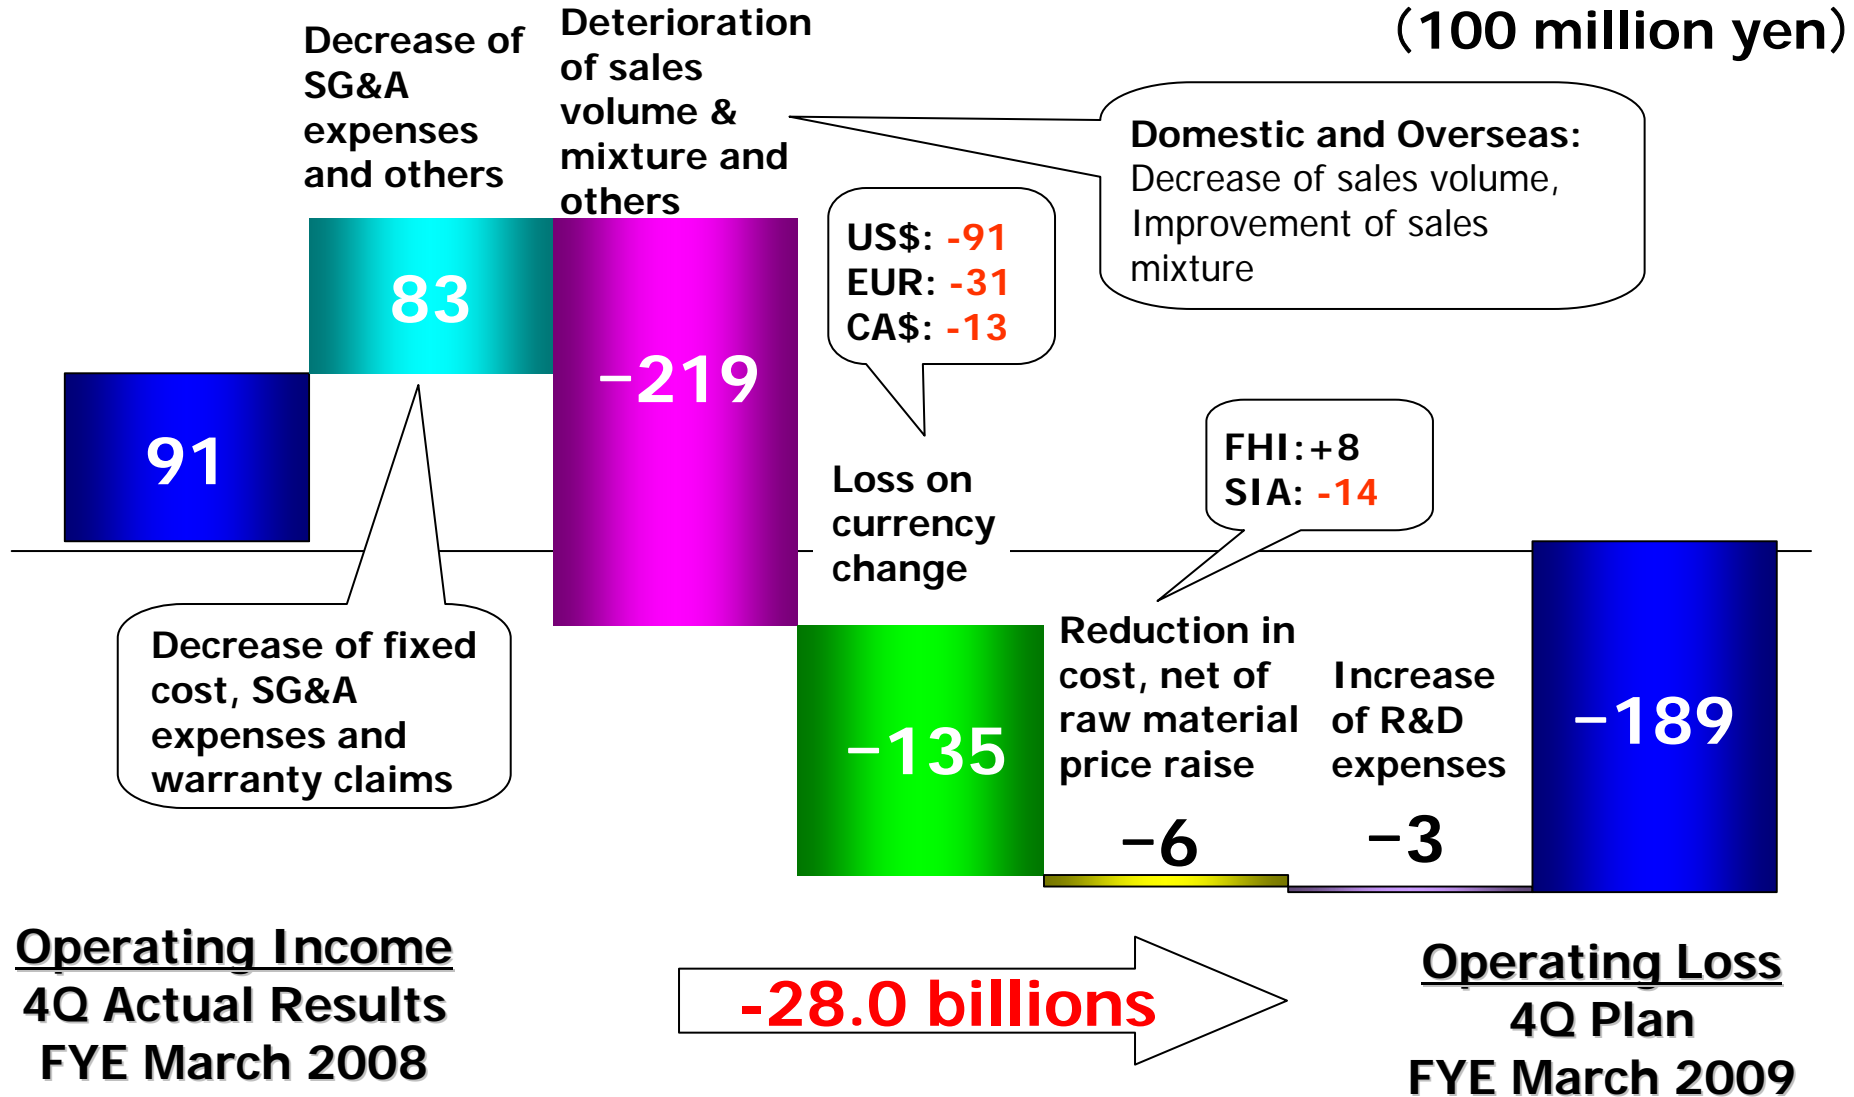 （100 million yen）
Decrease of
SG&A
expenses
and others
Deterioration
of sales
volume &
mixture and
others
Domestic and Overseas:
Decrease of sales volume,
Improvement of sales
mixture
US$: -91
EUR: -31
CA$: -13
83
−219
91
FHI:+8
SIA: -14
Loss on
currency
change
Decrease of fixed
cost, SG&A
expenses and
warranty claims
−135
Reduction in
cost, net of
raw material
price raise
−6
Increase
of R&D
expenses
−3
−189
Operating Income
4Q Actual Results
FYE March 2008
-28.0 billions
Operating Loss
4Q Plan
FYE March 2009